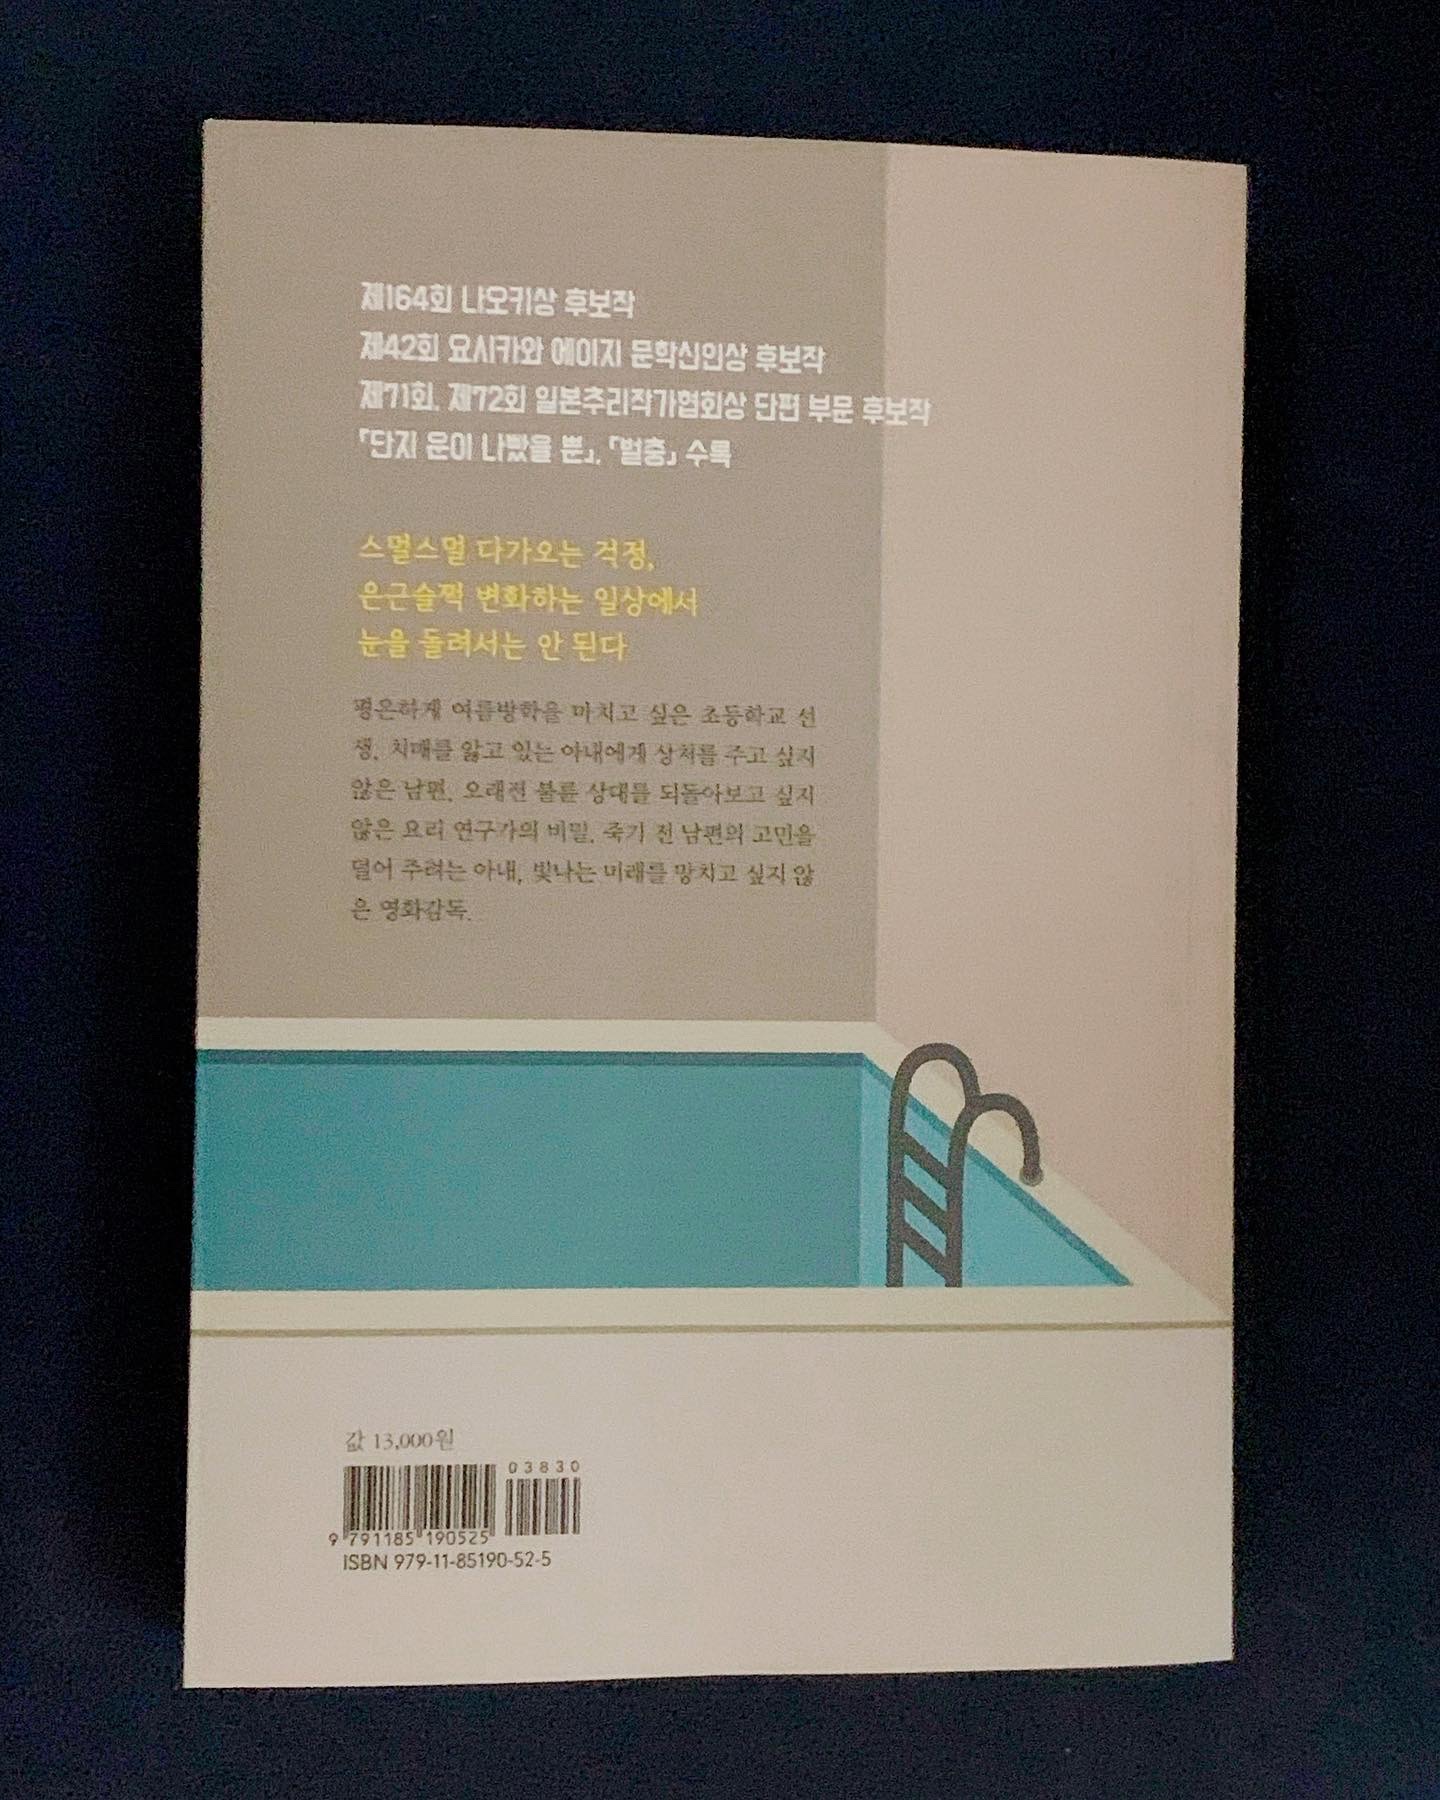 제164회 나오키상 후보작
제42회 요시카와 에이지 문학신인상 후보작
제71회, 제72회 일본추리작가협회상 단편 부문 후보작
「단지 운이 나빴을 뿐」, 「벌충」 수록
스멀스멀 다가오는 걱정,
은근슬쩍 변화하는 일상에서
눈을 돌려서는 안 된다
평온하게 여름방학을 마치고 싶은 초등학교 선
생, 치매를 앓고 있는 아내에게 상처를 주고 싶지
않은 남편, 오래전 불륜 상대를 되돌아보고 싶지
않은 요리 연구가의 비밀, 죽기 전 남편의 고민을
덜어 주려는 아내, 빛나는 미래를 망치고 싶지 않
은 영화감독.
값 13,000원
03830
9 791185 190525
ISBN 979-11-85190-52-5